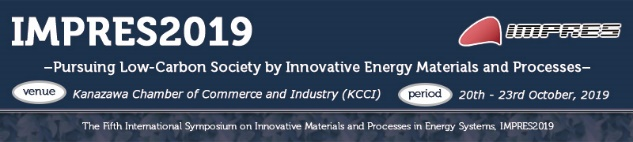 IMPRES2019
IMPRES
–Pursuing Low-Carbon Society by Innovative Energy Materials and Processes–
venue Kanazawa Chamber of Commerce and Industry (KCCI) period 20th - 23rd October, 2019
The Fifth International Symposium on Innovative Materials and Processes in Energy Systems, IMPRES2019